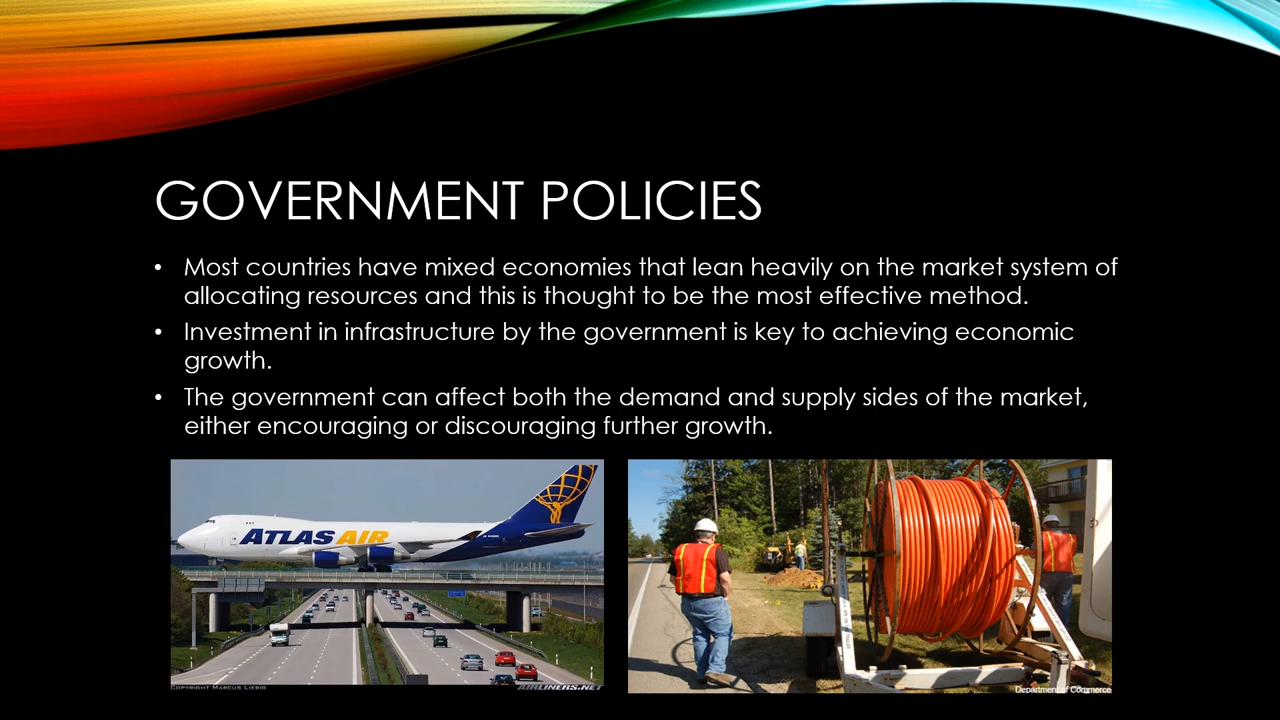 GOVERNMENT POLICIES
• Most countries have mixed economies that lean heavily on the market system of
allocating resources and this is thought to be the most effective method.
• Investment in infrastructure by the government is key to achieving economic
growth.
• The government can affect both the demand and supply sides of the market,
either encouraging or discouraging further growth.
ATLAS AIR
COPYRIGHT MARCUS LIEBIG
AIRLINERS.NET
Department of Commerce